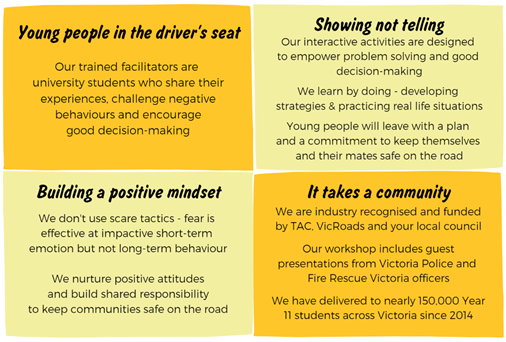 Young people in the driver's seat
Our trained facilitators are
university students who share their
experiences, challenge negative
behaviours and encourage
good decision-making
Showing not telling
Our interactive activities are designed
to empower problem solving and good
decision-making
We learn by doing - developing
strategies & practicing real life situations
Young people will leave with a plan
and a commitment to keep themselves
and their mates safe on the road
Building a positive mindset
We don't use scare tactics - fear is
effective at impactive short-term
emotion but not long-term behaviour
We nurture positive attitudes
and build shared responsibility
to keep communities safe on the road
It takes a community
We are industry recognised and funded
by TAC, VicRoads and your local council
Our workshop includes guest
presentations from Victoria Police and
Fire Rescue Victoria officers
We have delivered to nearly 150,000 Year
11 students across Victoria since 2014